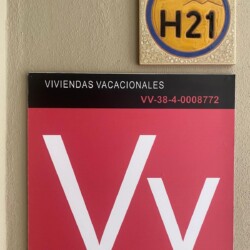 H21
VIVIENDAS VACACIONALES
VV-38-4-0008772
Vv